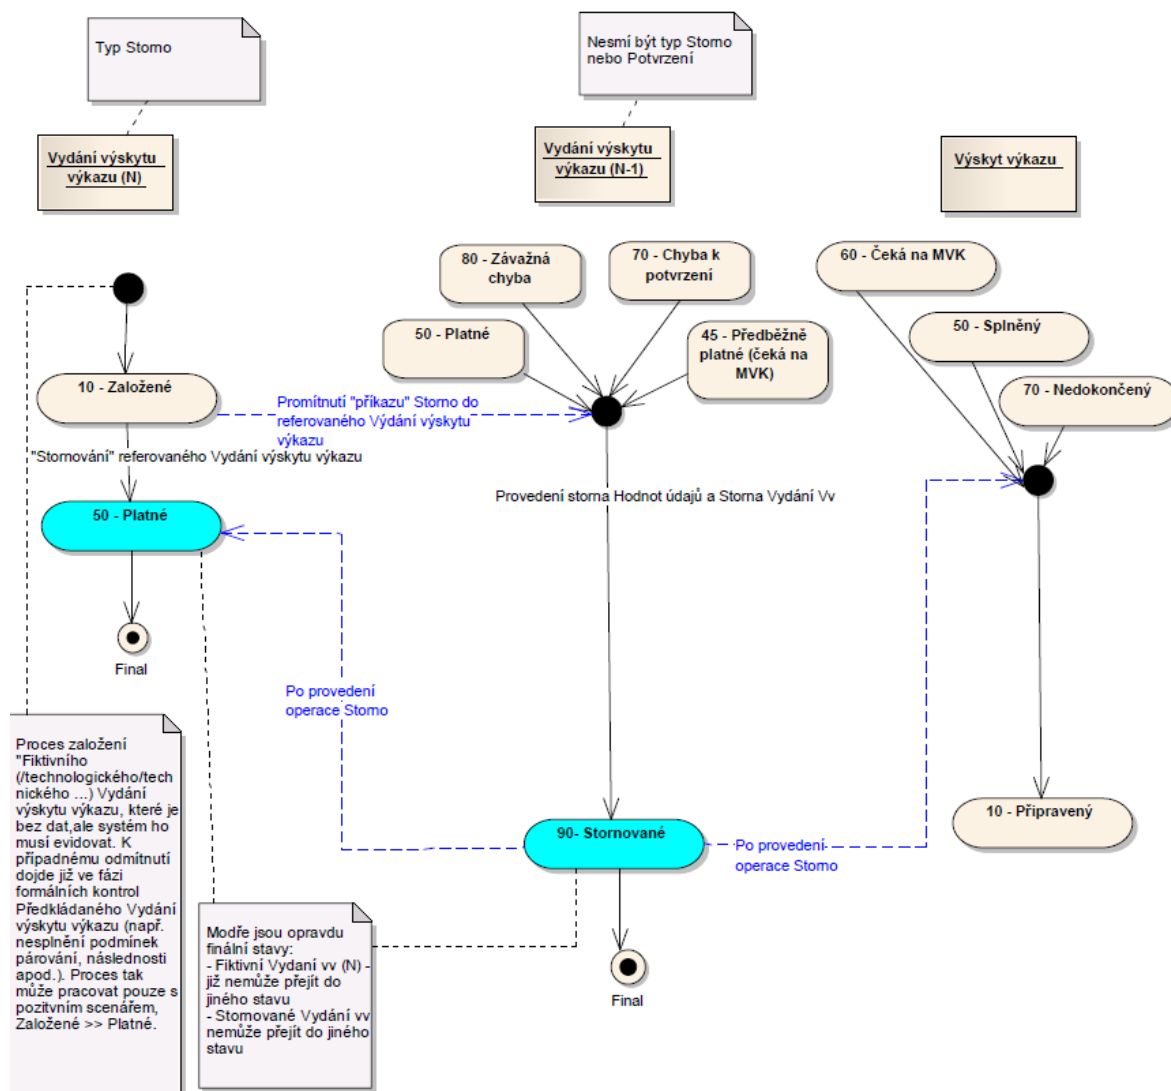 Typ Storno
Nesmí být typ Storno
nebo Potvrzení
Vydání výskytu
výkazu (N)
Vydání výskytu
výkazu (N-1)
Výskyt výkazu
80 - Závažná
chyba
70 - Chyba k
potvrzení
60 - Čeká na MVK
50 - Platné
45 - Předběžně
platné (čeká na
MVK)
50 - Splněný
70 - Nedokončený
10 - Založené
Promítnutí "příkazu" Storno do
referovaného Vydání výskytu
výkazu
"Stornování" referovaného Vydání výskytu výkazu
Provedení storna Hodnot údajů a Storna Vydání Vv
50 - Platné
Final
Po provedení
operace Storno
Proces založení
"Fiktivního
(/technologického/tech
nického ...) Vydání
výskytu výkazu, které je
bez dat,ale systém ho
musí evidovat. K
případnému odmítnutí
dojde již ve fázi
formálních kontrol
Předkládaného Vydání
výskytu výkazu (např.
nesplnění podmínek
párování, následnosti
apod.). Proces tak
může pracovat pouze s
pozitvním scenářem,
Založené >> Platné.
90- Stornované
Po provedení
operace Storno
10 - Připravený
Modře jsou opravdu
finální stavy:
- Fiktivní Vydaní vv (N) -
již nemůže přejít do
jiného stavu
- Stornované Vydání vv
nemůže přejít do jiného
stavu
Final